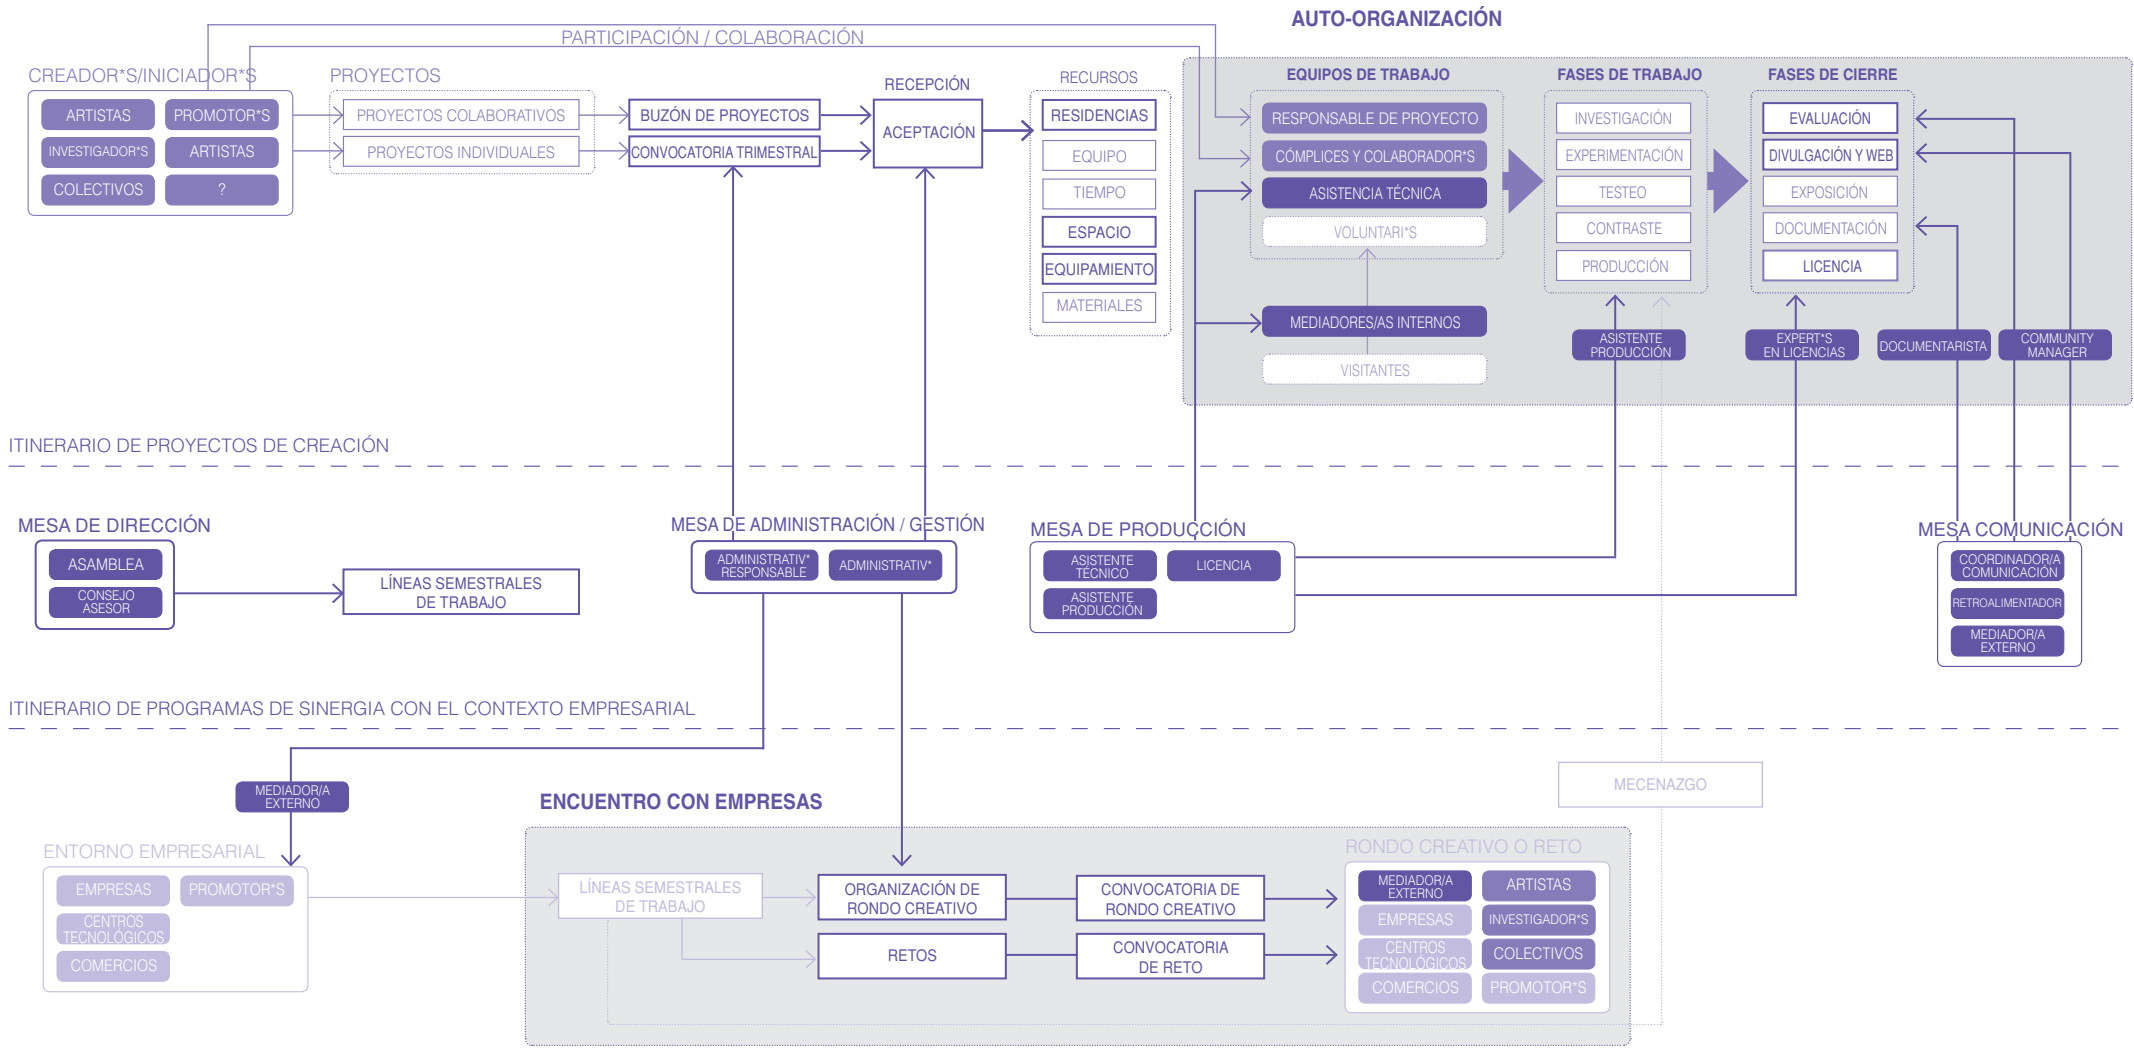 AUTO-ORGANIZACIÓN
PARTICIPACIÓN / COLABORACIÓN
CREADOR*S/INICIADOR*S
ARTISTAS
PROMOTOR*S
INVESTIGADOR*S
ARTISTAS
COLECTIVOS
?
PROYECTOS
PROYECTOS COLABORATIVOS
PROYECTOS INDIVIDUALES
BUZÓN DE PROYECTOS
CONVOCATORIA TRIMESTRAL
RECEPCIÓN
ACEPTACIÓN
RECURSOS
RESIDENCIAS
EQUIPO
TIEMPO
ESPACIO
EQUIPAMIENTO
MATERIALES
EQUIPOS DE TRABAJO
RESPONSABLE DE PROYECTO
CÓMPLICES Y COLABORADOR*S
ASISTENCIA TÉCNICA
VOLUNTARI*S
MEDIADORES/AS INTERNOS
VISITANTES
FASES DE TRABAJO
INVESTIGACIÓN
EXPERIMENTACIÓN
TESTEO
CONTRASTE
PRODUCCIÓN
ASISTENTE
PRODUCCIÓN
FASES DE CIERRE
EVALUACIÓN
DIVULGACIÓN Y WEB
EXPOSICIÓN
DOCUMENTACIÓN
LICENCIA
EXPERT*S
EN LICENCIAS
DOCUMENTARISTA
COMMUNITY
MANAGER
ITINERARIO DE PROYECTOS DE CREACIÓN
MESA DE DIRECCIÓN
ASAMBLEA
CONSEJO
ASESOR
LÍNEAS SEMESTRALES
DE TRABAJO
MESA DE ADMINISTRACIÓN / GESTIÓN
ADMINISTRATIV*
RESPONSABLE
ADMINISTRATIV*
MESA DE PRODUCCIÓN
ASISTENTE
TÉCNICO
LICENCIA
ASISTENTE
PRODUCCIÓN
MESA COMUNICACIÓN
COORDINADOR/A
COMUNICACIÓN
RETROALIMENTADOR
MEDIADOR/A
EXTERNO
ITINERARIO DE PROGRAMAS DE SINERGIA CON EL CONTEXTO EMPRESARIAL
MEDIADOR/A
EXTERNO
ENTORNO EMPRESARIAL
EMPRESAS
PROMOTOR*S
CENTROS
TECNOLÓGICOS
COMERCIOS
ENCUENTRO CON EMPRESAS
LÍNEAS SEMESTRALES
DE TRABAJO
ORGANIZACIÓN DE
RONDO CREATIVO
RETOS
CONVOCATORIA DE
RONDO CREATIVO
CONVOCATORIA
DE RETO
MECENAZGO
RONDO CREATIVO O RETO
MEDIADOR/A
EXTERNO
ARTISTAS
EMPRESAS
INVESTIGADOR*S
CENTROS
TECNOLÓGICOS
COLECTIVOS
COMERCIOS
PROMOTOR*S